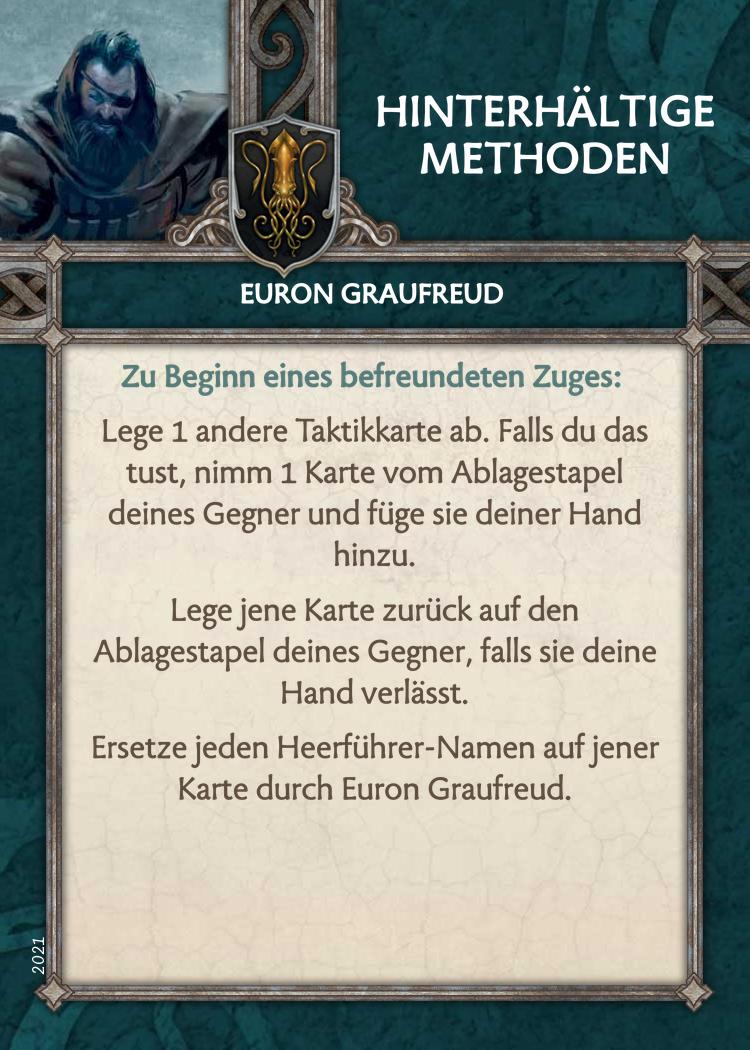 HINTERHÄLTIGE
METHODEN
EURON GRAUFREUD
Zu Beginn eines befreundeten Zuges:
Lege 1 andere Taktikkarte ab. Falls du das
tust, nimm 1 Karte vom Ablagestapel
deines Gegner und füge sie deiner Hand
hinzu.
Lege jene Karte zurück auf den
Ablagestapel deines Gegner, falls sie deine
Hand verlässt.
Ersetze jeden Heerführer-Namen auf jener
Karte durch Euron Graufreud.
2021